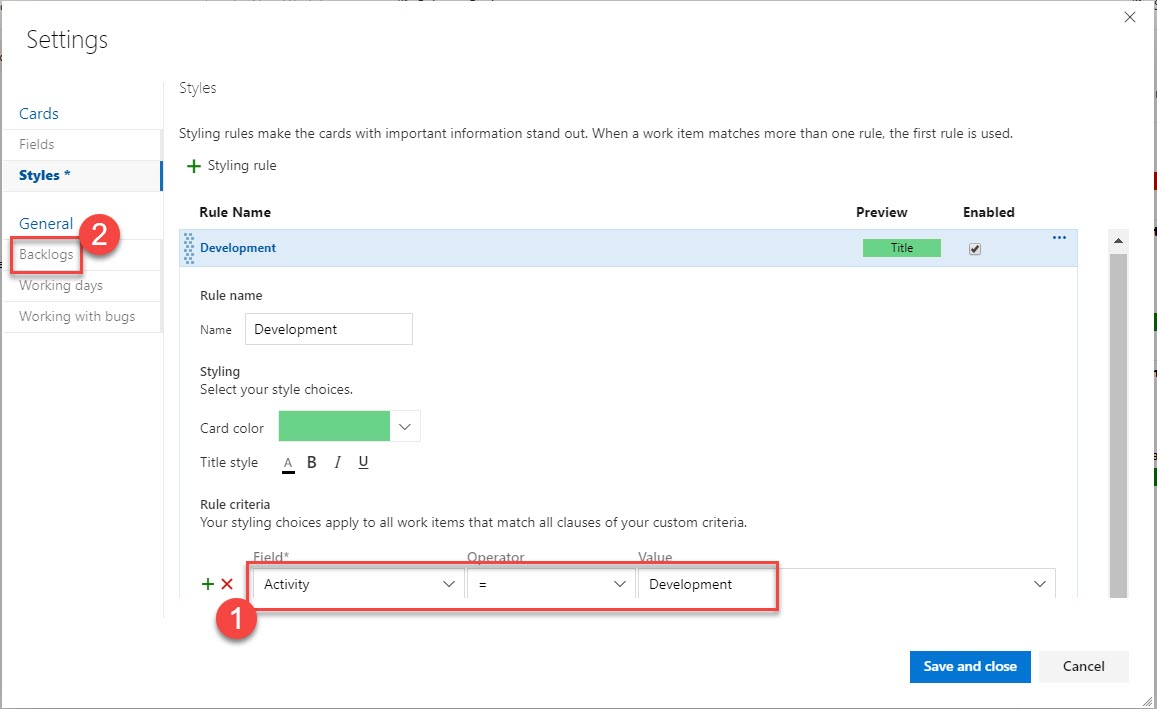 Settings
Styles
Cards
Styling rules make the cards with important information stand out. When a work item matches more than one rule, the first rule is used.
Fields
Styling rule
Styles *
Rule Name Preview Enabled
General
2
Development Title
Backlogs
Working days
Rule name
Working with bugs
Name Development
Styling
Select your style choices.
Card color
Title style A B I U
Rule criteria
Your styling choices apply to all work items that match all clauses of your custom criteria.
Field* Operator Value
Activity = Development
1
Save and close Cancel